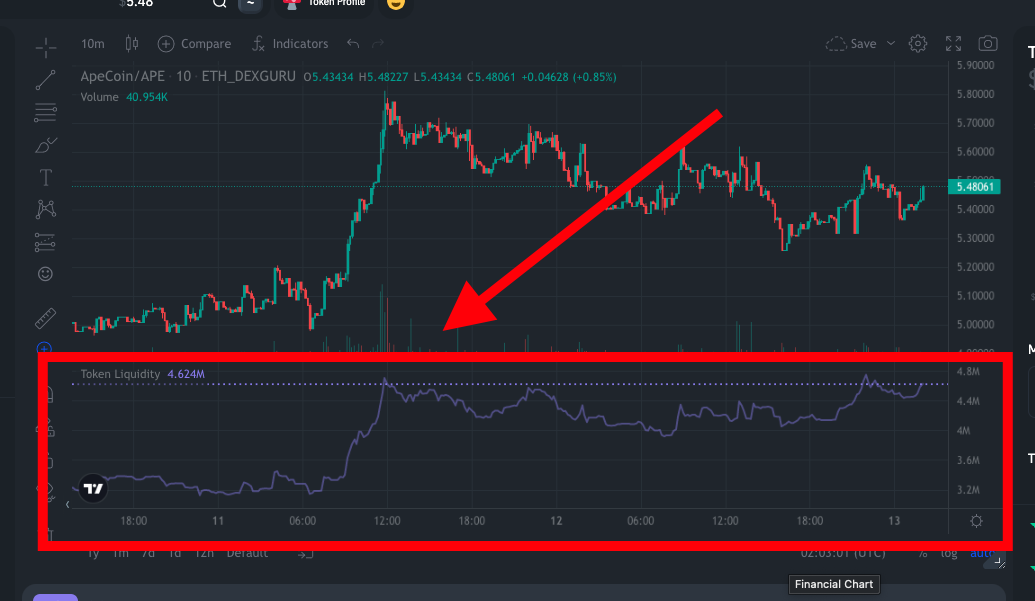 $5.48
~
Token Profile
10m Compare Indicators Save
ApeCoin/APE · 10 · ETH_DEXGURU O5.43434 H5.48227 L5.43434 C5.48061 +0.04628 (+0.85%)
Volume 40.954K
5.90000
5.80000
5.70000
5.60000
5.50000
5.48061
5.40000
5.30000
5.20000
5.10000
5.00000
4.90000
Token Liquidity 4.624M
4.8M
4.4M
4M
3.6M
3.2M
18:00 11 06:00 12:00 18:00 12 06:00 12:00 18:00 13
1y 1m 7d 1d 12h Default 02:03:01 (UTC) % log auto
Financial Chart